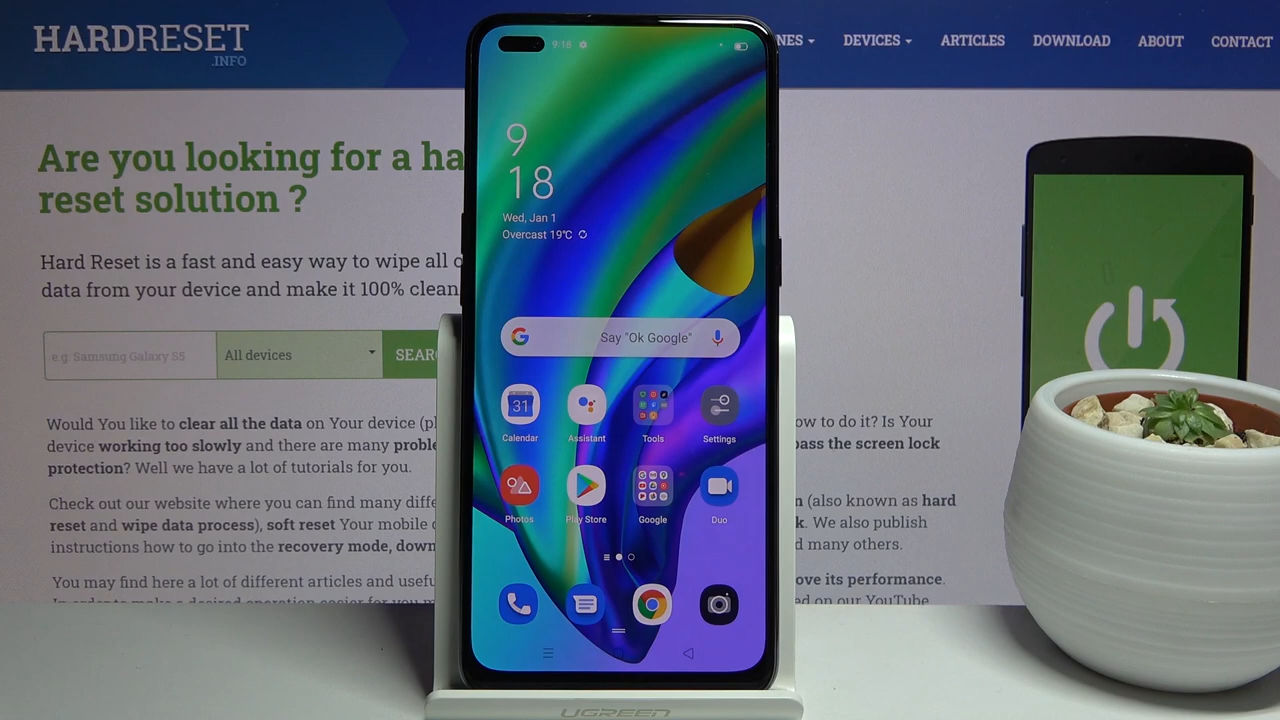 HARDRESET
.INFO
NES
DEVICES
ARTICLES
DOWNLOAD
ABOUT
CONTACT
Are you looking for a ha
reset solution ?
Hard Reset is a fast and easy way to wipe all
data from your device and make it 100% clean
e.g. Samsung Galaxy S5
All devices
SEAR
Would You like to clear all the data on Your device
device working too slowly and there are many proble
protection? Well we have a lot of tutorials for you.
Check out our website where you can find many diffe
reset and wipe data process), soft reset Your mobile
instructions how to go into the recovery mode, down
You may find here a lot of different articles and usefu
ow to do it? Is Your
pass the screen lock
n (also known as hard
k. We also publish
d many others.
ove its performance.
ed on our YouTube
9:18
9
18
Wed, Jan 1
Overcast 19°C
Say "Ok Google"
31
Calendar
Assistant
Tools
Settings
Photos
Play Store
Google
Duo
UGREEN